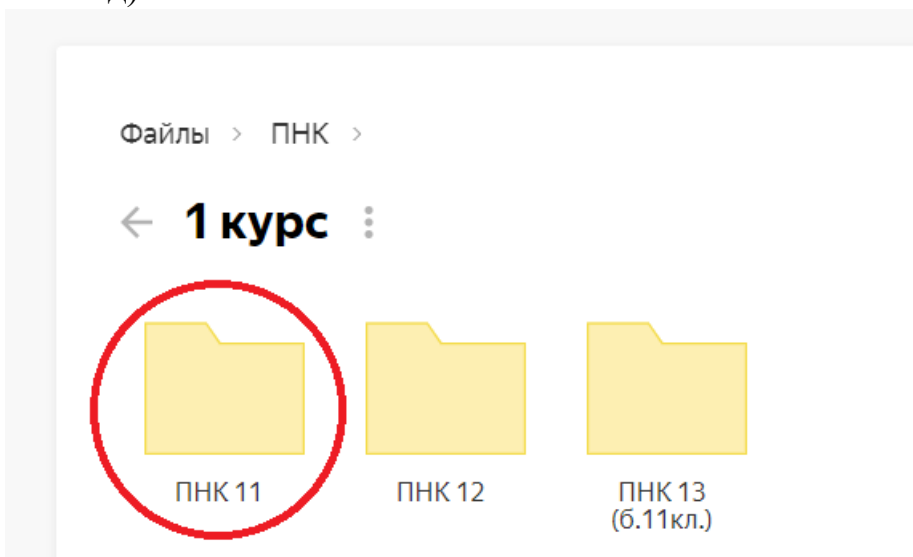 Файлы > ПНК >
← 1 курс ⋮
ПНК 11
ПНК 12
ПНК 13
(б.11кл.)